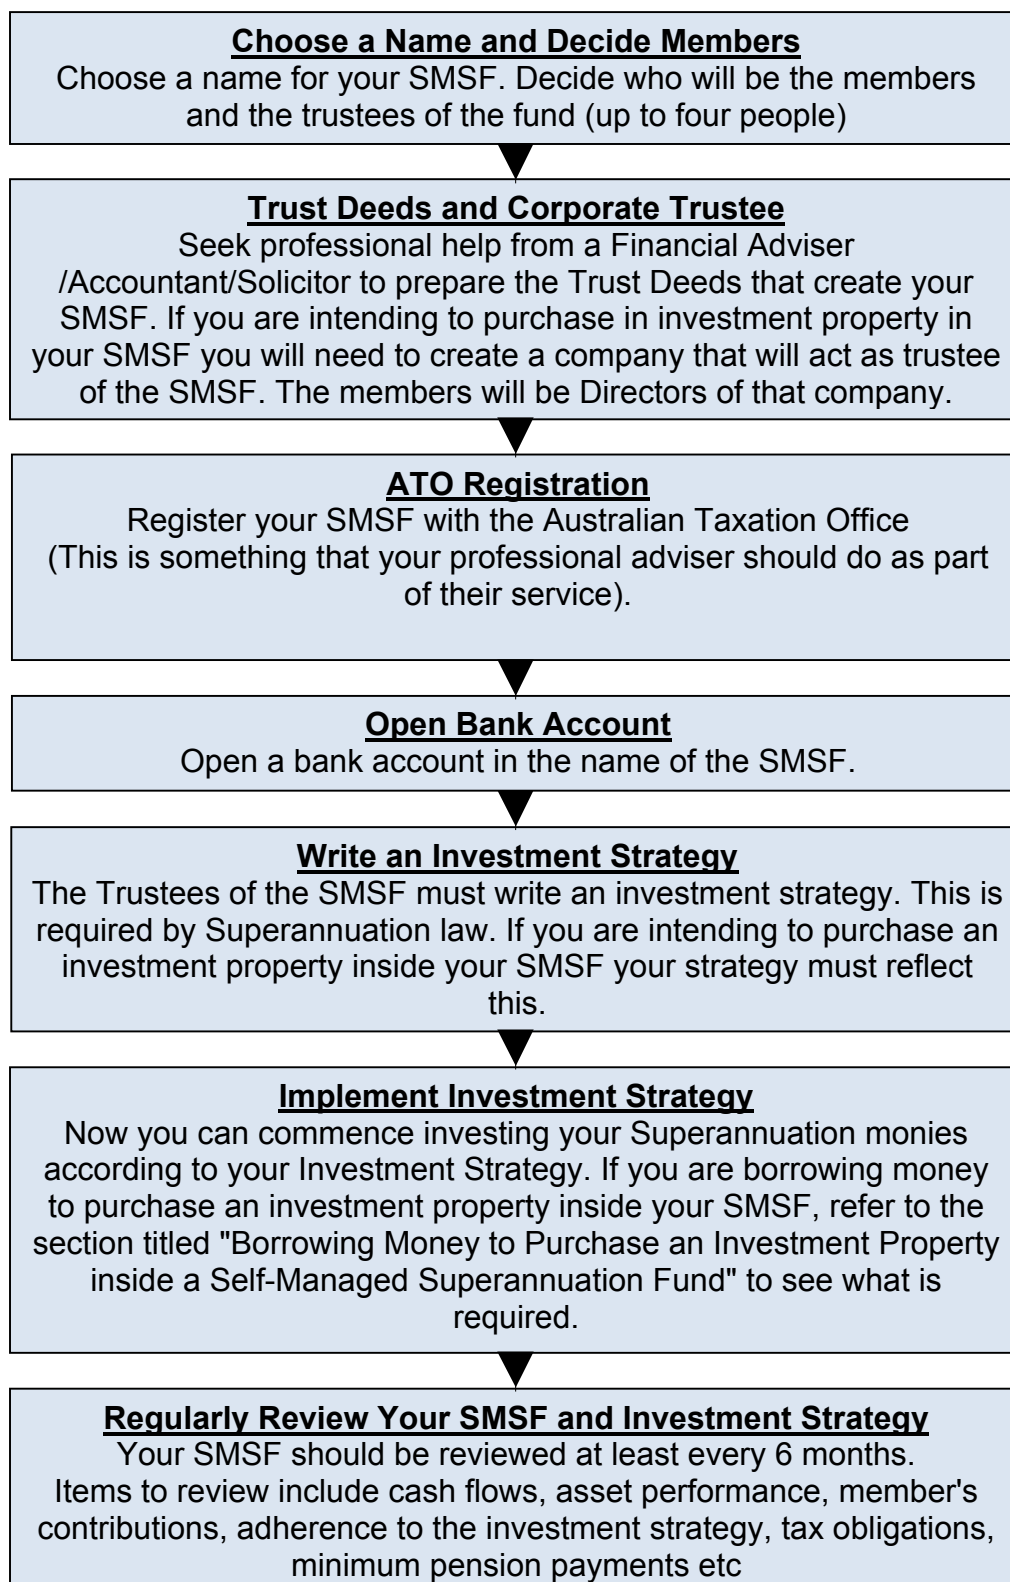 Choose a Name and Decide Members
Choose a name for your SMSF. Decide who will be the members
and the trustees of the fund (up to four people)
Trust Deeds and Corporate Trustee
Seek professional help from a Financial Adviser
/Accountant/Solicitor to prepare the Trust Deeds that create your
SMSF. If you are intending to purchase in investment property in
your SMSF you will need to create a company that will act as trustee
of the SMSF. The members will be Directors of that company.
ATO Registration
Register your SMSF with the Australian Taxation Office
(This is something that your professional adviser should do as part
of their service).
Open Bank Account
Open a bank account in the name of the SMSF.
Write an Investment Strategy
The Trustees of the SMSF must write an investment strategy. This is
required by Superannuation law. If you are intending to purchase an
investment property inside your SMSF your strategy must reflect
this.
Implement Investment Strategy
Now you can commence investing your Superannuation monies
according to your Investment Strategy. If you are borrowing money
to purchase an investment property inside your SMSF, refer to the
section titled "Borrowing Money to Purchase an Investment Property
inside a Self-Managed Superannuation Fund" to see what is
required.
Regularly Review Your SMSF and Investment Strategy
Your SMSF should be reviewed at least every 6 months.
Items to review include cash flows, asset performance, member's
contributions, adherence to the investment strategy, tax obligations,
minimum pension payments etc